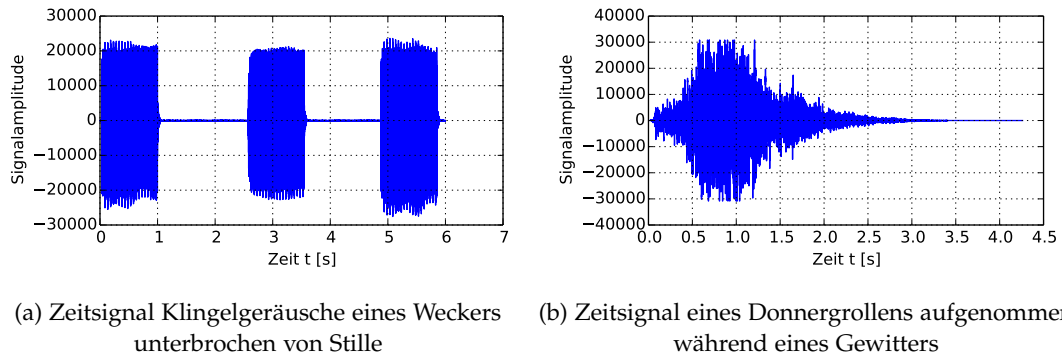 30000
20000
10000
0
−10000
−20000
−30000
0 1 2 3 4 5 6 7
Zeit t [s]
Signalamplitude
40000
30000
20000
10000
0
−10000
−20000
−30000
−40000
0.0 0.5 1.0 1.5 2.0 2.5 3.0 3.5 4.0 4.5
Zeit t [s]
Signalamplitude
(a) Zeitsignal Klingelgeräusche eines Weckers
unterbrochen von Stille
(b) Zeitsignal eines Donnergrollens aufgenommen
während eines Gewitters